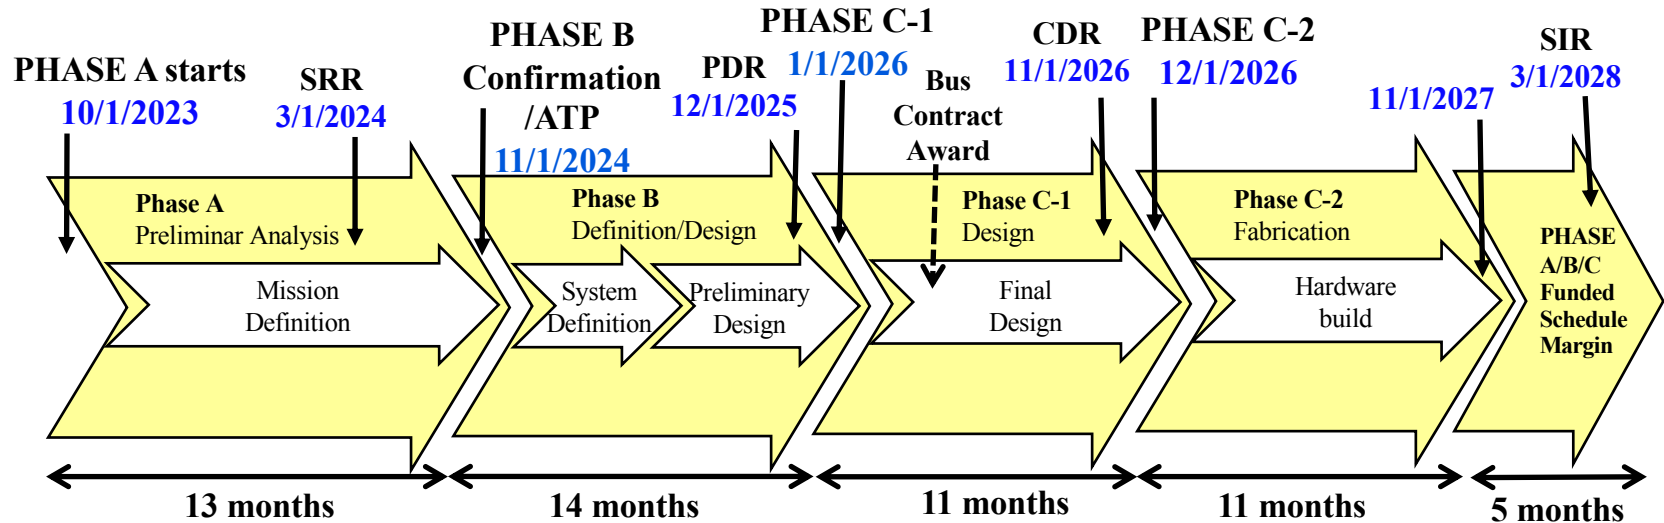 PHASE A starts
10/1/2023
SRR
3/1/2024
PHASE B
Confirmation
/ATP
11/1/2024
PDR
12/1/2025
PHASE C-1
1/1/2026
Bus
Contract
Award
CDR
11/1/2026
PHASE C-2
12/1/2026
11/1/2027
SIR
3/1/2028
Phase A
Preliminar Analysis
Mission
Definition
Phase B
Definition/Design
System
Definition
Preliminary
Design
Phase C-1
Design
Final
Design
Phase C-2
Fabrication
Hardware
build
PHASE
A/B/C
Funded
Schedule
Margin
13 months
14 months
11 months
11 months
5 months